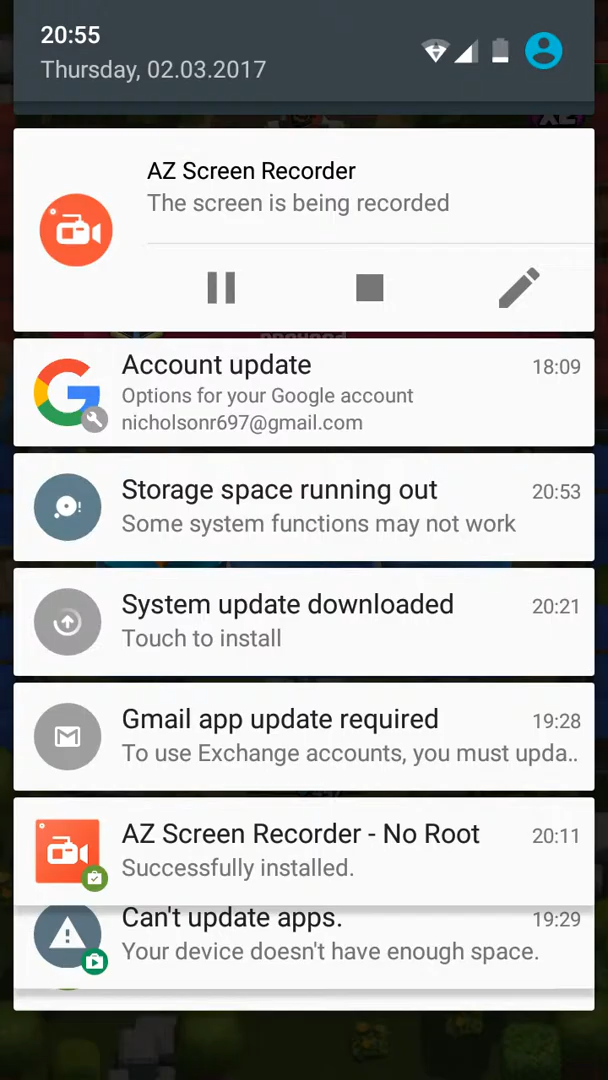 20:55
Thursday, 02.03.2017
X2
AZ Screen Recorder
The screen is being recorded
Account update 18:09
Options for your Google account
nicholsonr697@gmail.com
Storage space running out 20:53
Some system functions may not work
System update downloaded 20:21
Touch to install
Gmail app update required 19:28
To use Exchange accounts, you must upda..
AZ Screen Recorder - No Root 20:11
Successfully installed.
Can't update apps. 19:29
Your device doesn't have enough space.